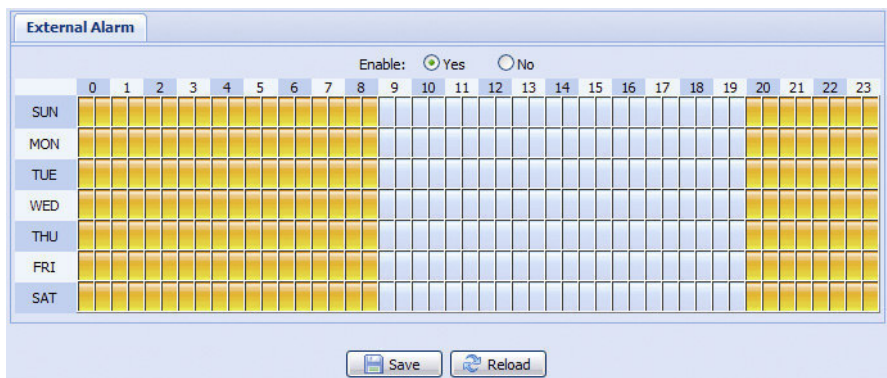 External Alarm
Enable: Yes No
0 1 2 3 4 5 6 7 8 9 10 11 12 13 14 15 16 17 18 19 20 21 22 23
SUN
MON
TUE
WED
THU
FRI
SAT
Save Reload